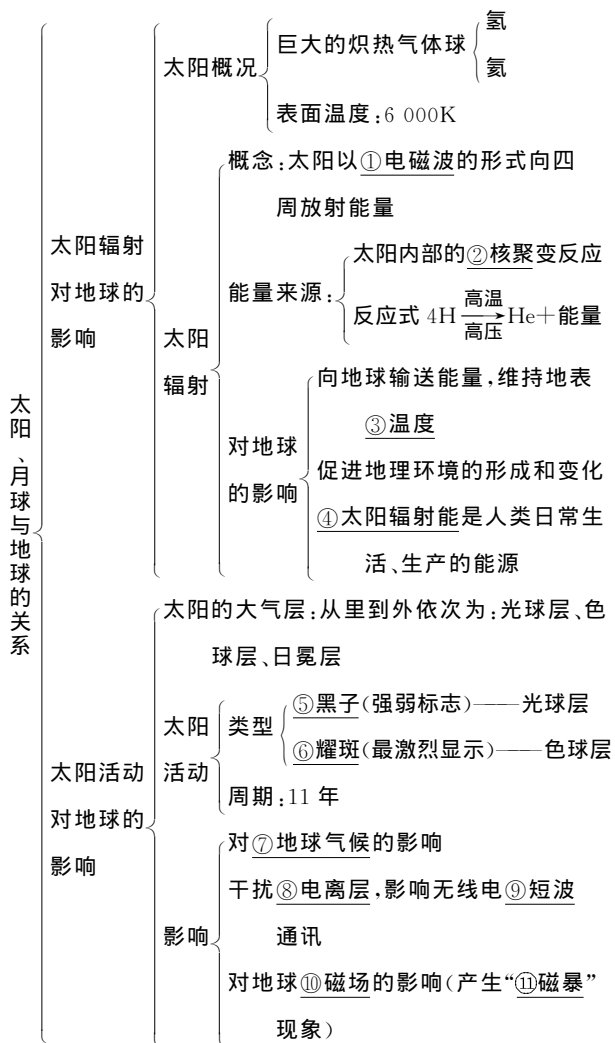 太阳、月球与地球的关系
太阳辐射
对地球的
影响
太阳概况
巨大的炽热气体球
氢
氦
表面温度:6 000K
太阳
辐射
概念:太阳以①电磁波的形式向四
周放射能量
能量来源:
太阳内部的②核聚变反应
反应式 4H 高温 高压 He+能量
对地球
的影响
向地球输送能量,维持地表
③温度
促进地理环境的形成和变化
④太阳辐射能是人类日常生
活、生产的能源
太阳活动
对地球的
影响
太阳的大气层:从里到外依次为:光球层、色
球层、日冕层
太阳
活动
类型
⑤黑子(强弱标志)——光球层
⑥耀斑(最激烈显示)——色球层
周期:11 年
影响
对⑦地球气候的影响
干扰⑧电离层,影响无线电⑨短波
通讯
对地球⑩磁场的影响(产生“⑪磁暴”
现象)